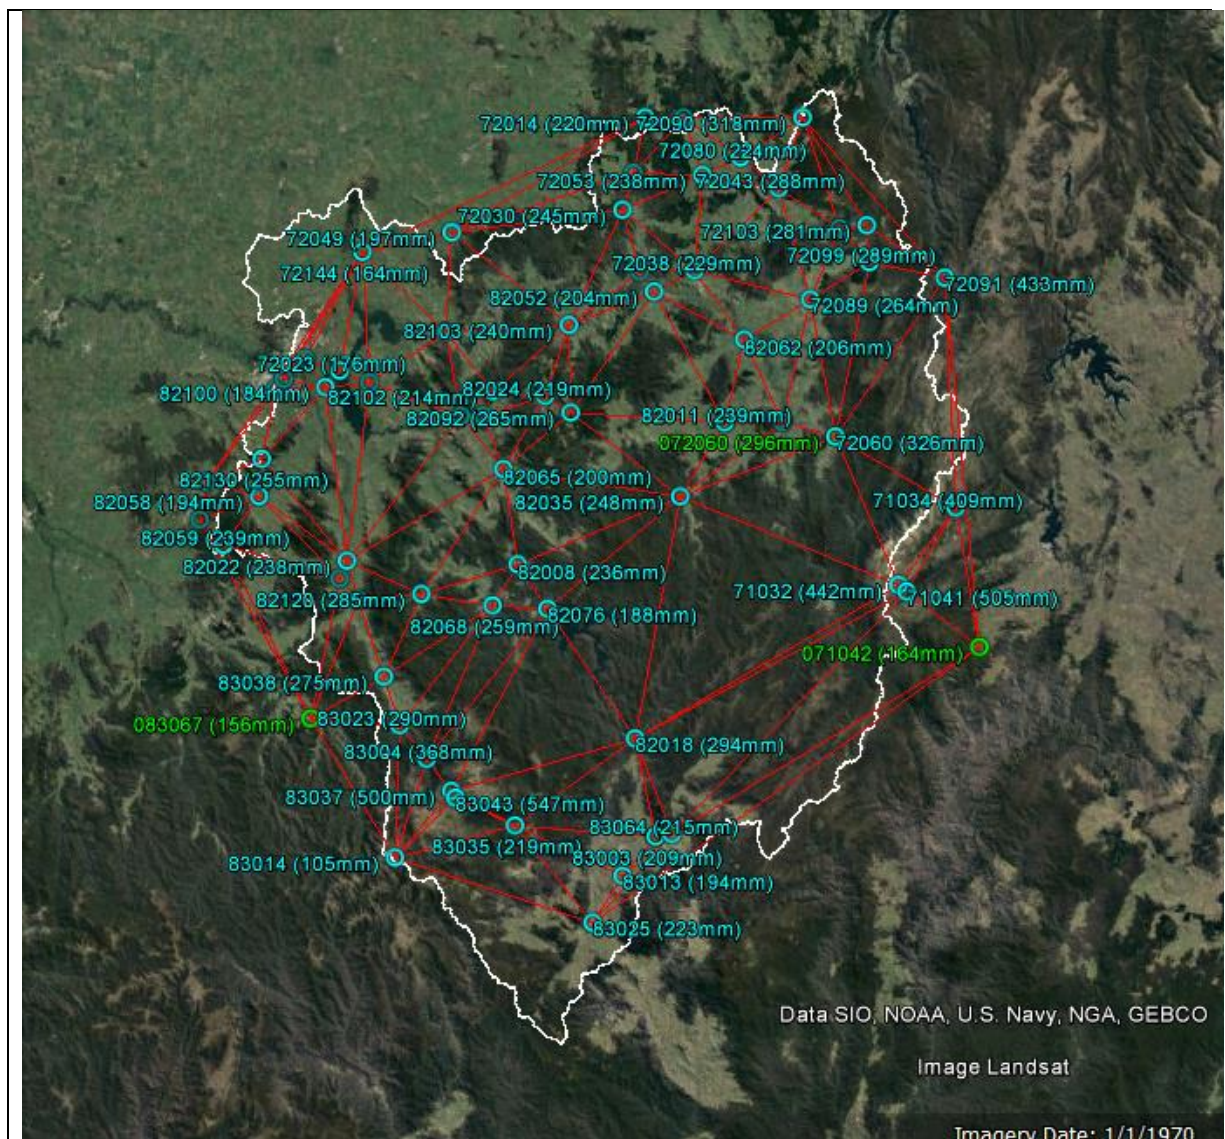 72014 (220mm)
72090 (318mm)
72080 (224mm)
72053 (238mm)
72043 (288mm)
72030 (245mm)
72049 (197mm)
72103 (281mm)
72099 (289mm)
72144 (164mm)
72038 (229mm)
72091 (433mm)
82052 (204mm)
72089 (264mm)
82103 (240mm)
82062 (206mm)
72023 (176mm)
82100 (184mm)
82102 (214mm)
82024 (219mm)
82092 (265mm)
82011 (239mm)
072060 (296mm)
72060 (326mm)
82130 (255mm)
82065 (200mm)
82058 (194mm)
82035 (248mm)
71034 (409mm)
82059 (239mm)
82022 (238mm)
82008 (236mm)
82120 (285mm)
71032 (442mm)
71041 (505mm)
82068 (259mm)
82076 (188mm)
071042 (164mm)
83038 (275mm)
083067 (156mm)
83023 (290mm)
83004 (368mm)
82018 (294mm)
83037 (500mm)
83043 (547mm)
83064 (215mm)
83035 (219mm)
83014 (105mm)
83003 (209mm)
83013 (194mm)
83025 (223mm)
Data SIO, NOAA, U.S. Navy, NGA, GEBCO
Image Landsat
Imagery Date: 1/1/1970